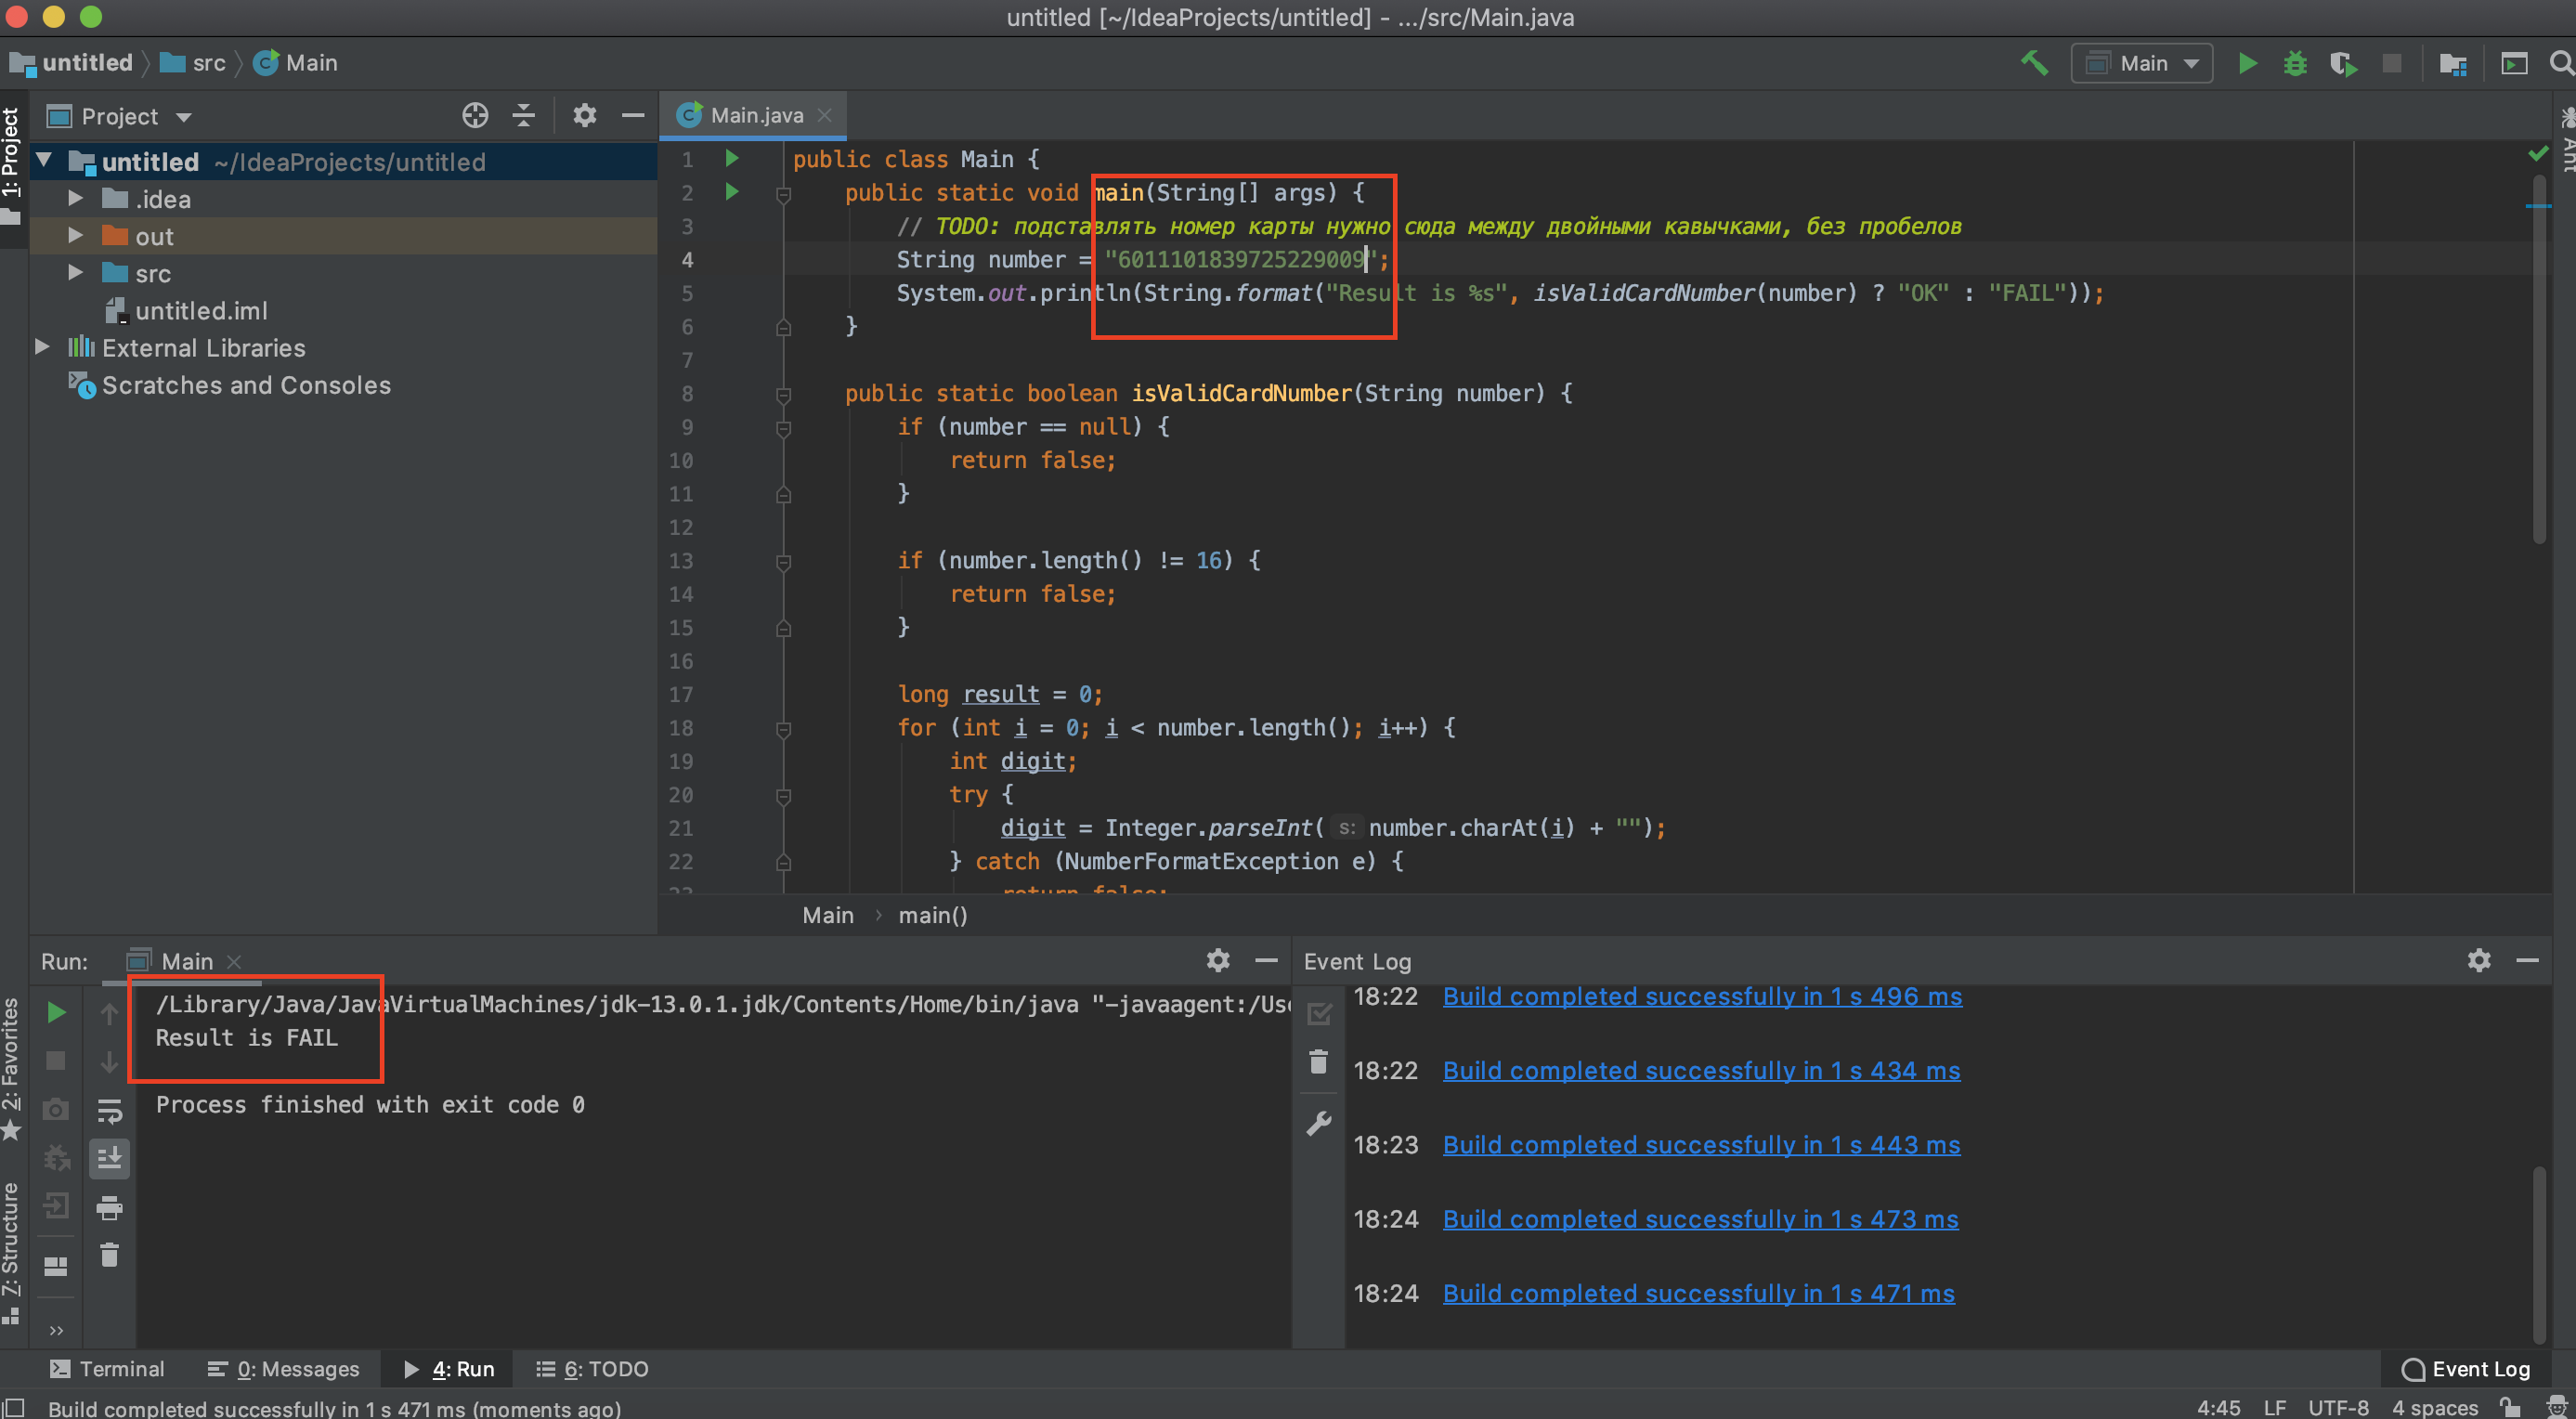 untitled [~/IdeaProjects/untitled] - .../src/Main.java
untitled src Main
Main
1: Project
Project
untitled ~/IdeaProjects/untitled
.idea
out
src
untitled.iml
External Libraries
Scratches and Consoles
Main.java
Ant
1 public class Main {
2 public static void main(String[] args) {
3 // TODO: подставлять номер карты нужно сюда между двойными кавычками, без пробелов
4 String number = "6011101839725229009";
5 System.out.println(String.format("Result is %s", isValidCardNumber(number) ? "OK" : "FAIL"));
6 }
7
8 public static boolean isValidCardNumber(String number) {
9 if (number == null) {
10 return false;
11 }
12
13 if (number.length() != 16) {
14 return false;
15 }
16
17 long result = 0;
18 for (int i = 0; i < number.length(); i++) {
19 int digit;
20 try {
21 digit = Integer.parseInt( s: number.charAt(i) + "");
22 } catch (NumberFormatException e) {
23 return false;
Main › main()
Run: Main
/Library/Java/JavaVirtualMachines/jdk-13.0.1.jdk/Contents/Home/bin/java "-javaagent:/Use
Result is FAIL
Process finished with exit code 0
Event Log
18:22 Build completed successfully in 1 s 496 ms
18:22 Build completed successfully in 1 s 434 ms
18:23 Build completed successfully in 1 s 443 ms
18:24 Build completed successfully in 1 s 473 ms
18:24 Build completed successfully in 1 s 471 ms
2: Favorites
Z: Structure
Terminal 0: Messages 4: Run 6: TODO Event Log
Build completed successfully in 1 s 471 ms (moments ago) 4:45 LF UTF-8 4 spaces